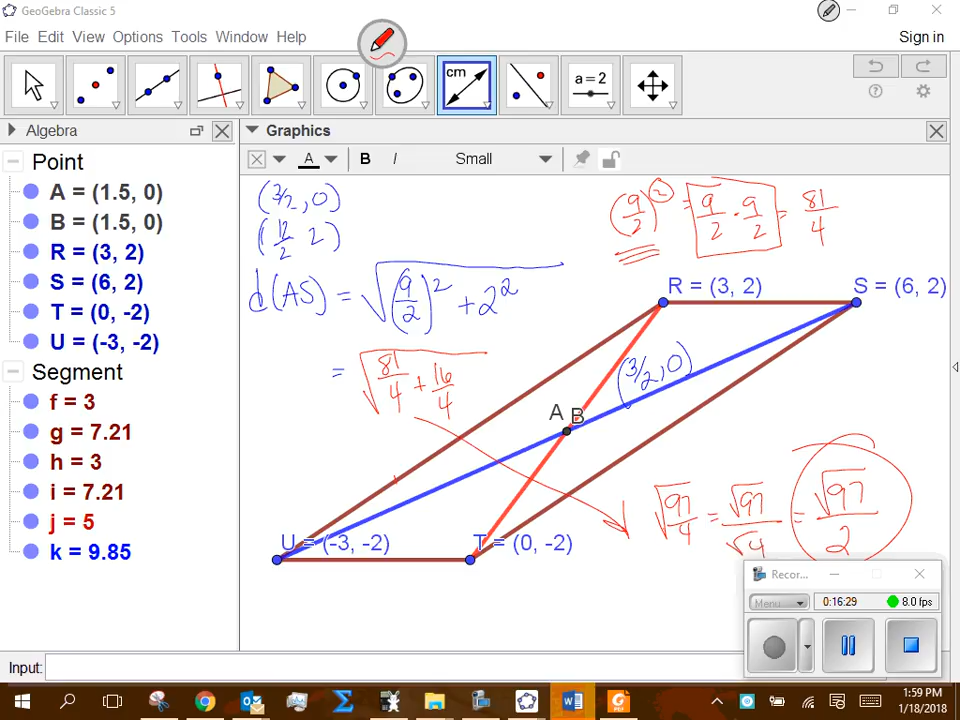 GeoGebra Classic 5
File Edit View Options Tools Window Help
Sign in
cm
a = 2
Algebra
Graphics
A B I Small
Point
A = (1.5, 0)
B = (1.5, 0)
R = (3, 2)
S = (6, 2)
T = (0, -2)
U = (-3, -2)
Segment
f = 3
g = 7.21
h = 3
i = 7.21
j = 5
k = 9.85
(3/2, 0)
(12/2 2)
d(AS) = √((9/2)² + 2²)
= √(81/4 + 16/4)
(9/2)² = 9/2 · 9/2 = 81/4
R = (3, 2)
S = (6, 2)
(3/2, 0)
A B
U = (-3, -2)
T = (0, -2)
√(97/4) = √97/√4 = √97/2
Recor...
Menu
0:16:29
8.0 fps
Input:
1:59 PM
1/18/2018